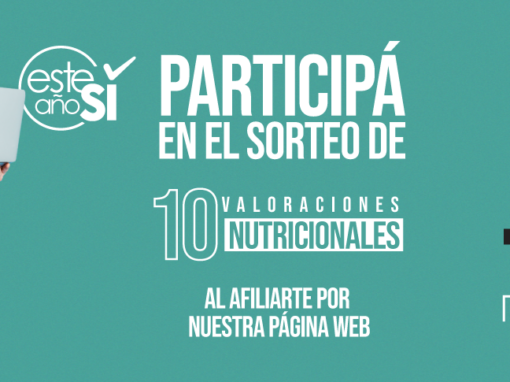 este
año SÍ
PARTICIPÁ
EN EL SORTEO DE
10 VALORACIONES
NUTRICIONALES
AL AFILIARTE POR
NUESTRA PÁGINA WEB